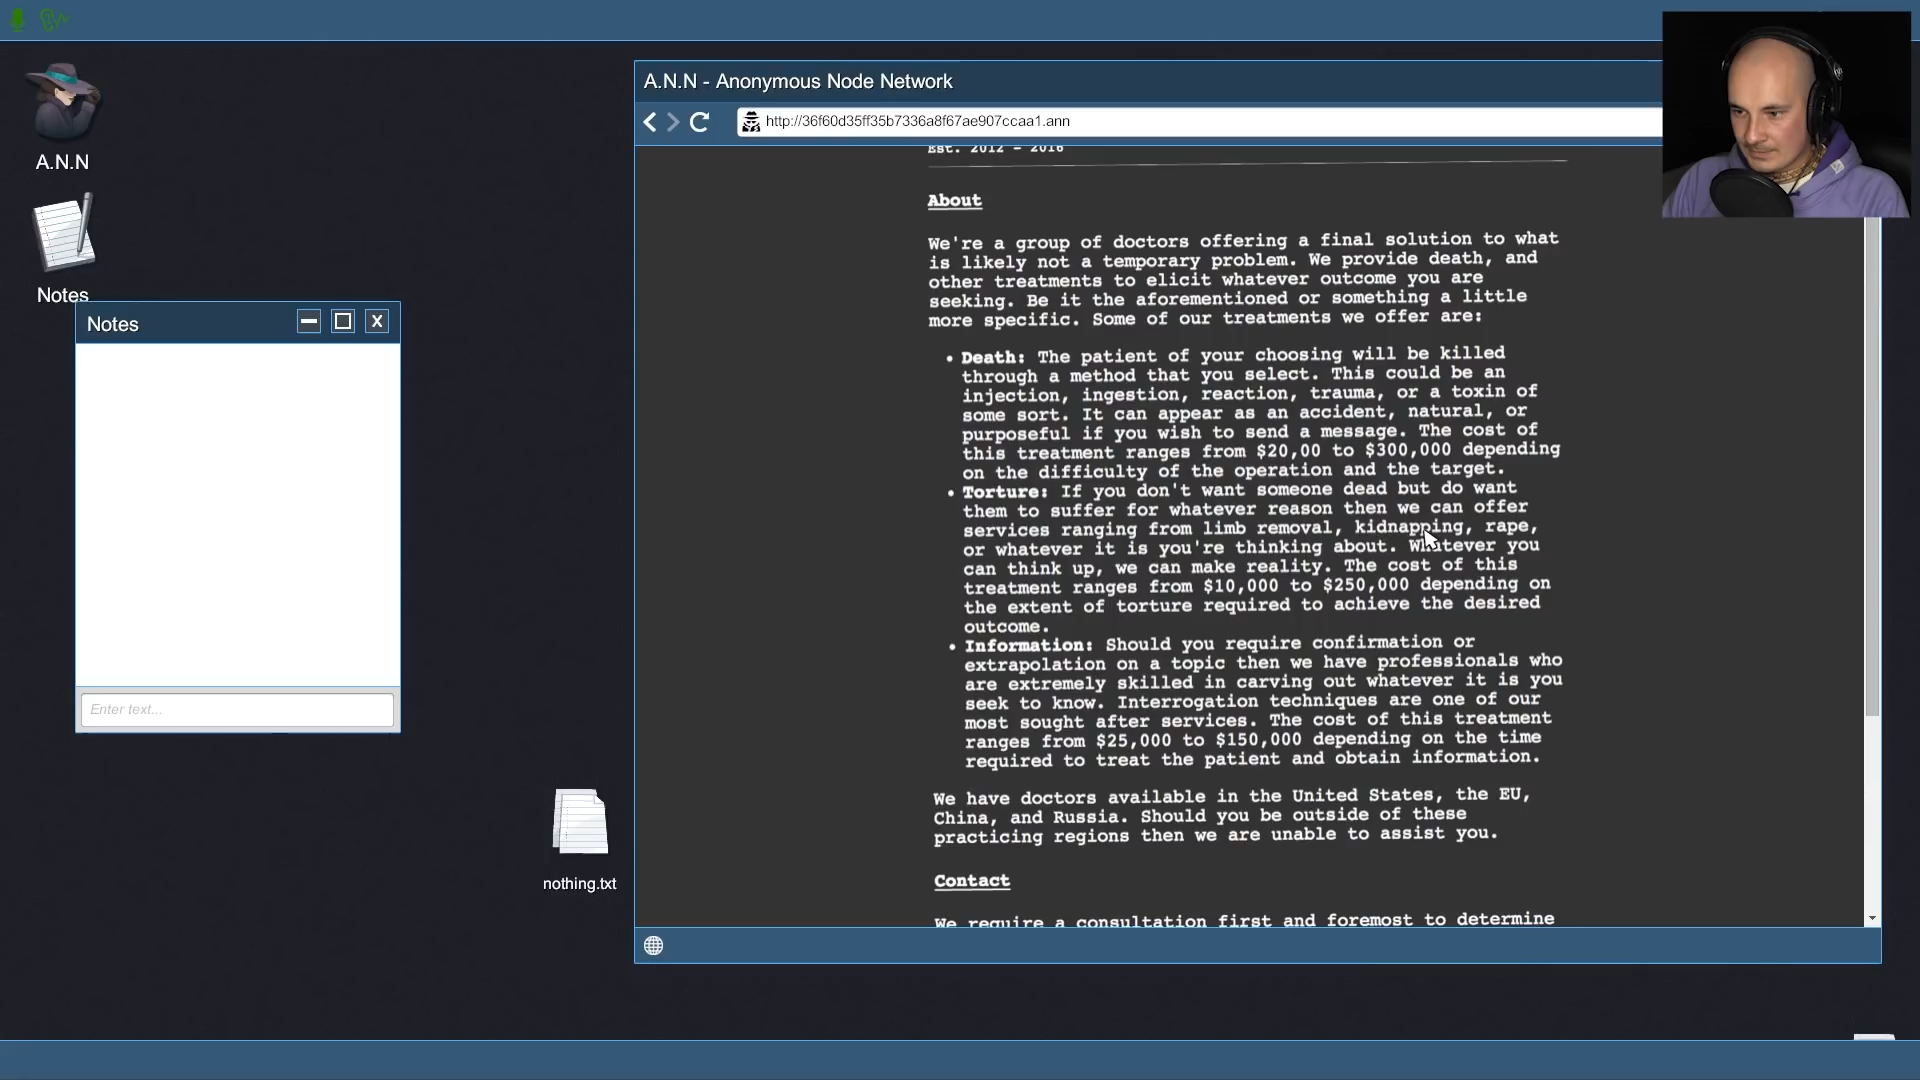 A.N.N
Notes
Notes
X
Enter text...
nothing.txt
A.N.N - Anonymous Node Network
http://36f60d35ff35b7336a8f67ae907ccaa1.ann
Est. 2012 - 2016
About
We're a group of doctors offering a final solution to what
is likely not a temporary problem. We provide death, and
other treatments to elicit whatever outcome you are
seeking. Be it the aforementioned or something a little
more specific. Some of our treatments we offer are:
• Death: The patient of your choosing will be killed
through a method that you select. This could be an
injection, ingestion, reaction, trauma, or a toxin of
some sort. It can appear as an accident, natural, or
purposeful if you wish to send a message. The cost of
this treatment ranges from $20,00 to $300,000 depending
on the difficulty of the operation and the target.
• Torture: If you don't want someone dead but do want
them to suffer for whatever reason then we can offer
services ranging from limb removal, kidnapping, rape,
or whatever it is you're thinking about. Whatever you
can think up, we can make reality. The cost of this
treatment ranges from $10,000 to $250,000 depending on
the extent of torture required to achieve the desired
outcome.
• Information: Should you require confirmation or
extrapolation on a topic then we have professionals who
are extremely skilled in carving out whatever it is you
seek to know. Interrogation techniques are one of our
most sought after services. The cost of this treatment
ranges from $25,000 to $150,000 depending on the time
required to treat the patient and obtain information.
We have doctors available in the United States, the EU,
China, and Russia. Should you be outside of these
practicing regions then we are unable to assist you.
Contact
We require a consultation first and foremost to determine